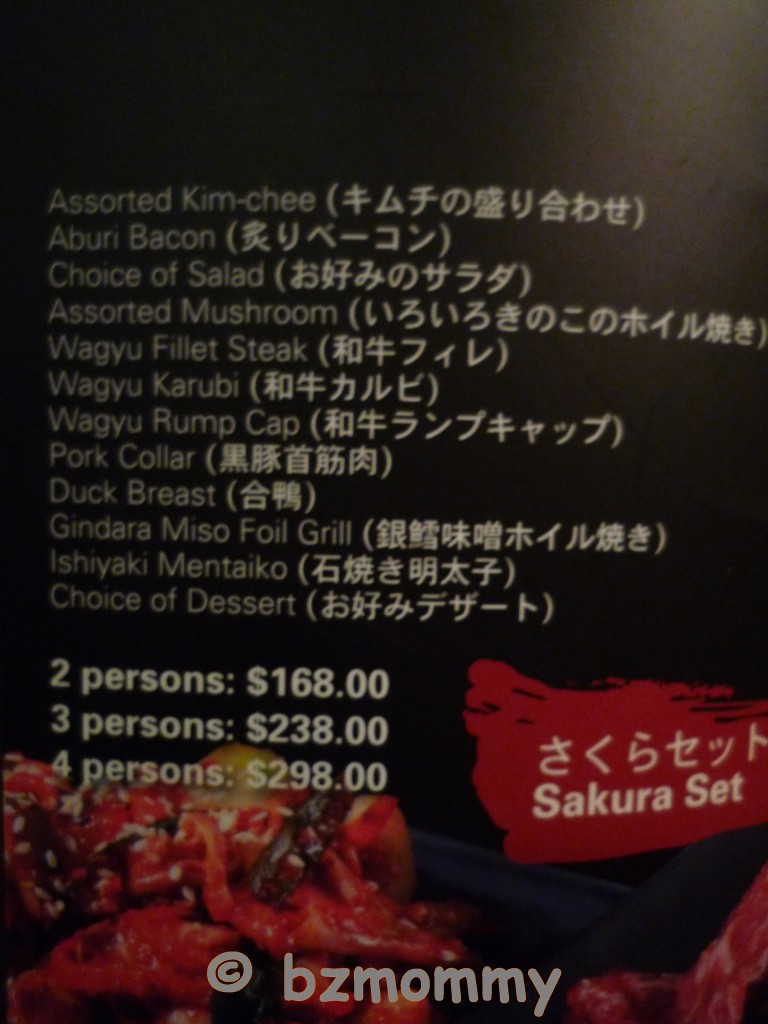 Assorted Kim-chee (キムチの盛り合わせ)
Aburi Bacon (炙りベーコン)
Choice of Salad (お好みのサラダ)
Assorted Mushroom (いろいろきのこのホイル焼き)
Wagyu Fillet Steak (和牛フィレ)
Wagyu Karubi (和牛カルビ)
Wagyu Rump Cap (和牛ランプキャップ)
Pork Collar (黒豚首筋肉)
Duck Breast (合鴨)
Gindara Miso Foil Grill (銀鱈味噌ホイル焼き)
Ishiyaki Mentaiko (石焼き明太子)
Choice of Dessert (お好みデザート)
2 persons: $168.00
3 persons: $238.00
4 persons: $298.00
さくらセット
Sakura Set
© bzmommy